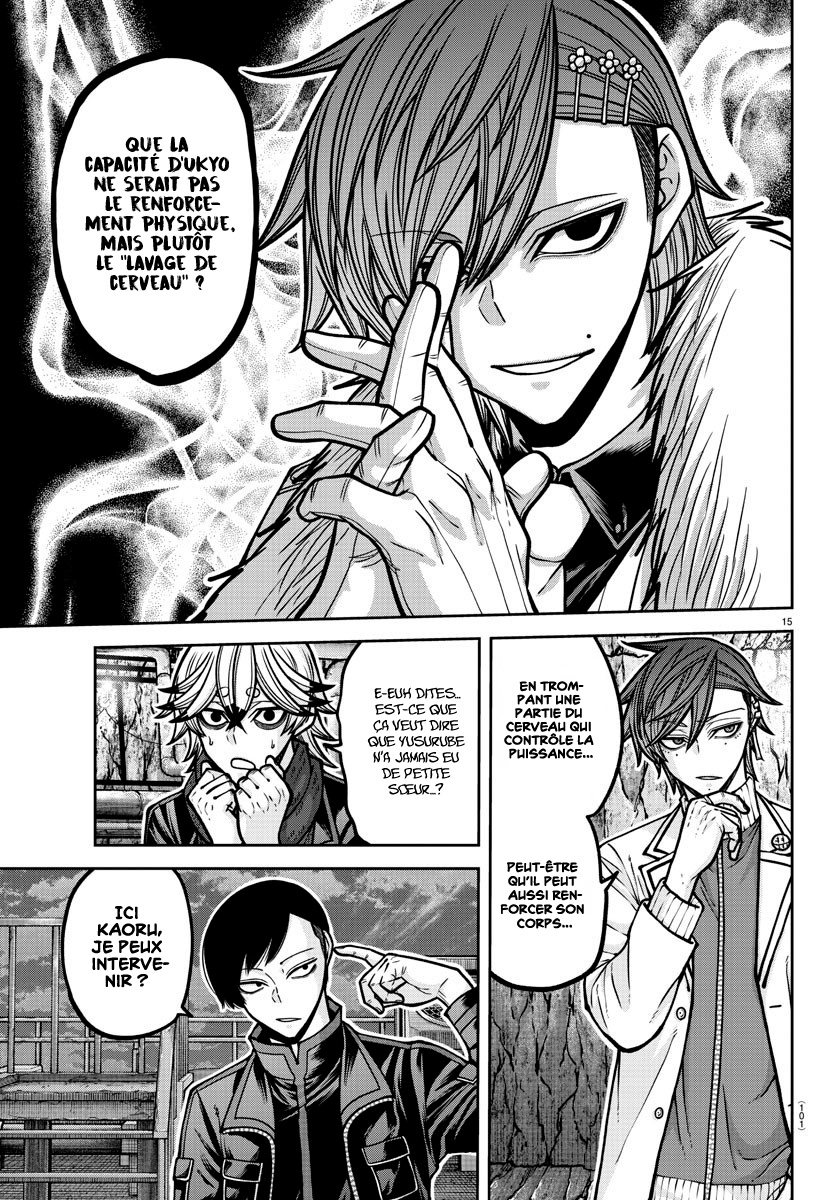 QUE LA
CAPACITÉ D'UKYO
NE SERAIT PAS
LE RENFORCE-
MENT PHYSIQUE,
MAIS PLUTÔT
LE "LAVAGE DE
CERVEAU" ?
15
EN TROM-
PANT UNE
PARTIE DU
CERVEAU QUI
CONTRÔLE LA
PUISSANCE...
PEUT-ÊTRE
QU'IL PEUT
AUSSI REN-
FORCER SON
CORPS...
E-EUH DITES...
EST-CE QUE
ÇA VEUT DIRE
QUE YUSURUBE
N'A JAMAIS EU
DE PETITE
SŒUR...?
ICI
KAORU,
JE PEUX
INTERVE-
NIR ?
(101)